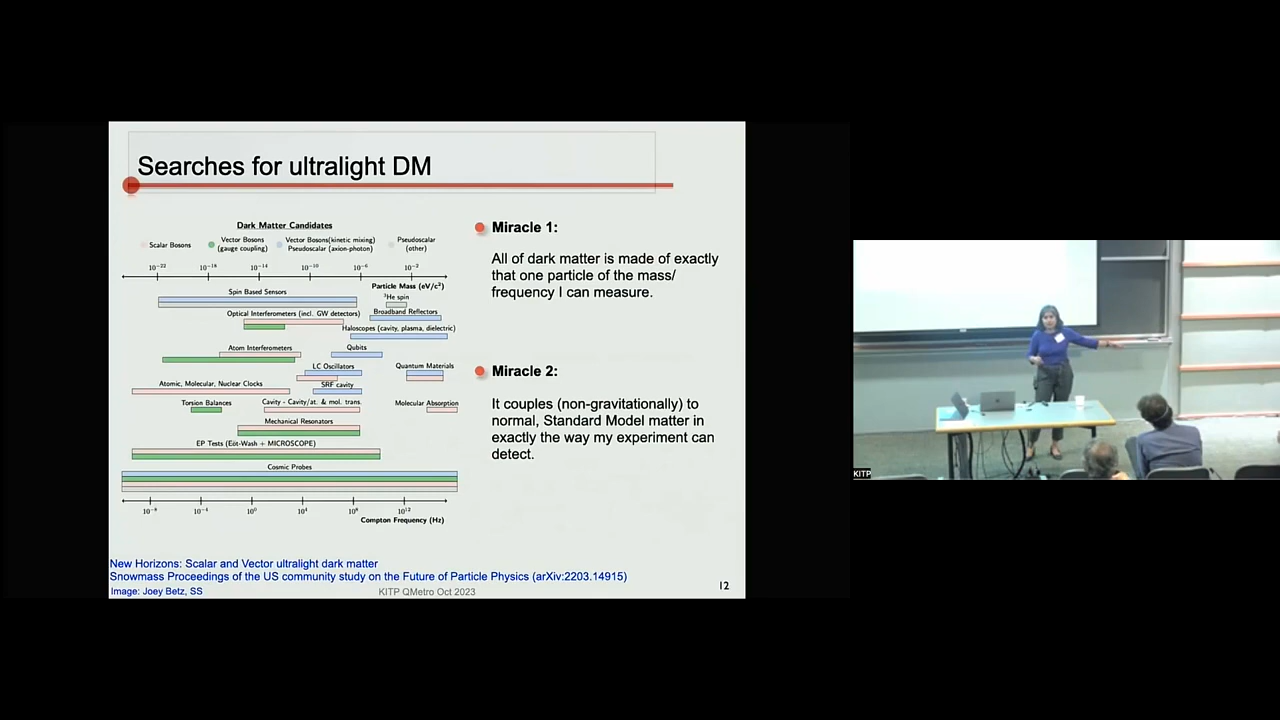 Searches for ultralight DM
Dark Matter Candidates
Scalar Bosons
Vector Bosons
(gauge coupling)
Vector Bosons(kinetic mixing)
Pseudoscalar (axion-photon)
Pseudoscalar
(other)
10⁻²² 10⁻¹⁸ 10⁻¹⁴ 10⁻¹⁰ 10⁻⁶ 10⁻²
Particle Mass (eV/c²)
Spin Based Sensors
³He spin
Optical Interferometers (incl. GW detectors)
Broadband Reflectors
Haloscopes (cavity, plasma, dielectric)
Atom Interferometers
Qubits
LC Oscillators
Quantum Materials
Atomic, Molecular, Nuclear Clocks
SRF cavity
Torsion Balances
Cavity - Cavity/at. & mol. trans.
Molecular Absorption
Mechanical Resonators
EP Tests (Eöt-Wash + MICROSCOPE)
Cosmic Probes
10⁻⁸ 10⁻⁴ 10⁰ 10⁴ 10⁸ 10¹²
Compton Frequency (Hz)
Miracle 1:
All of dark matter is made of exactly
that one particle of the mass/
frequency I can measure.
Miracle 2:
It couples (non-gravitationally) to
normal, Standard Model matter in
exactly the way my experiment can
detect.
New Horizons: Scalar and Vector ultralight dark matter
Snowmass Proceedings of the US community study on the Future of Particle Physics (arXiv:2203.14915)
Image: Joey Betz, SS
KITP QMetro Oct 2023
12
KITP